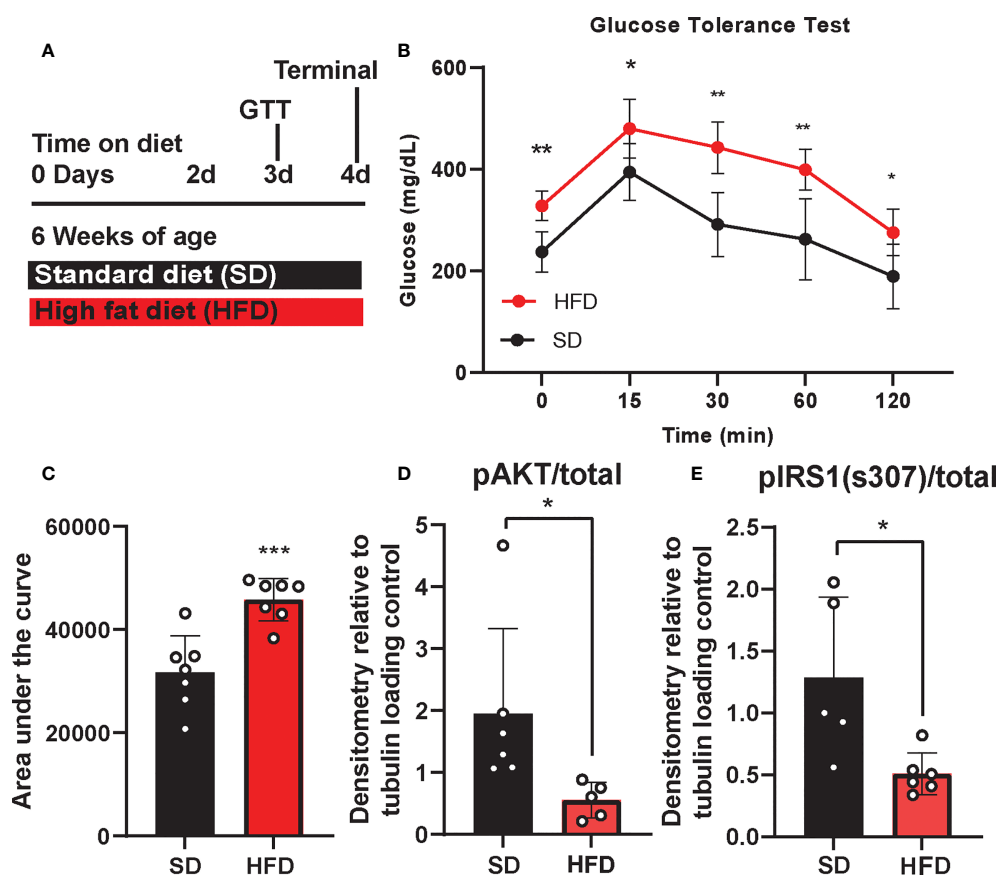 A
Terminal
GTT
Time on diet
0 Days 2d 3d 4d
6 Weeks of age
Standard diet (SD)
High fat diet (HFD)
B
Glucose Tolerance Test
Glucose (mg/dL)
600
400
200
0
** * ** ** *
HFD
SD
0 15 30 60 120
Time (min)
C
Area under the curve
60000
40000
20000
0
***
SD HFD
D
pAKT/total
Densitometry relative to
tubulin loading control
5
4
3
2
1
0
*
SD HFD
E
pIRS1(s307)/total
Densitometry relative to
tubulin loading control
2.5
2.0
1.5
1.0
0.5
0.0
*
SD HFD